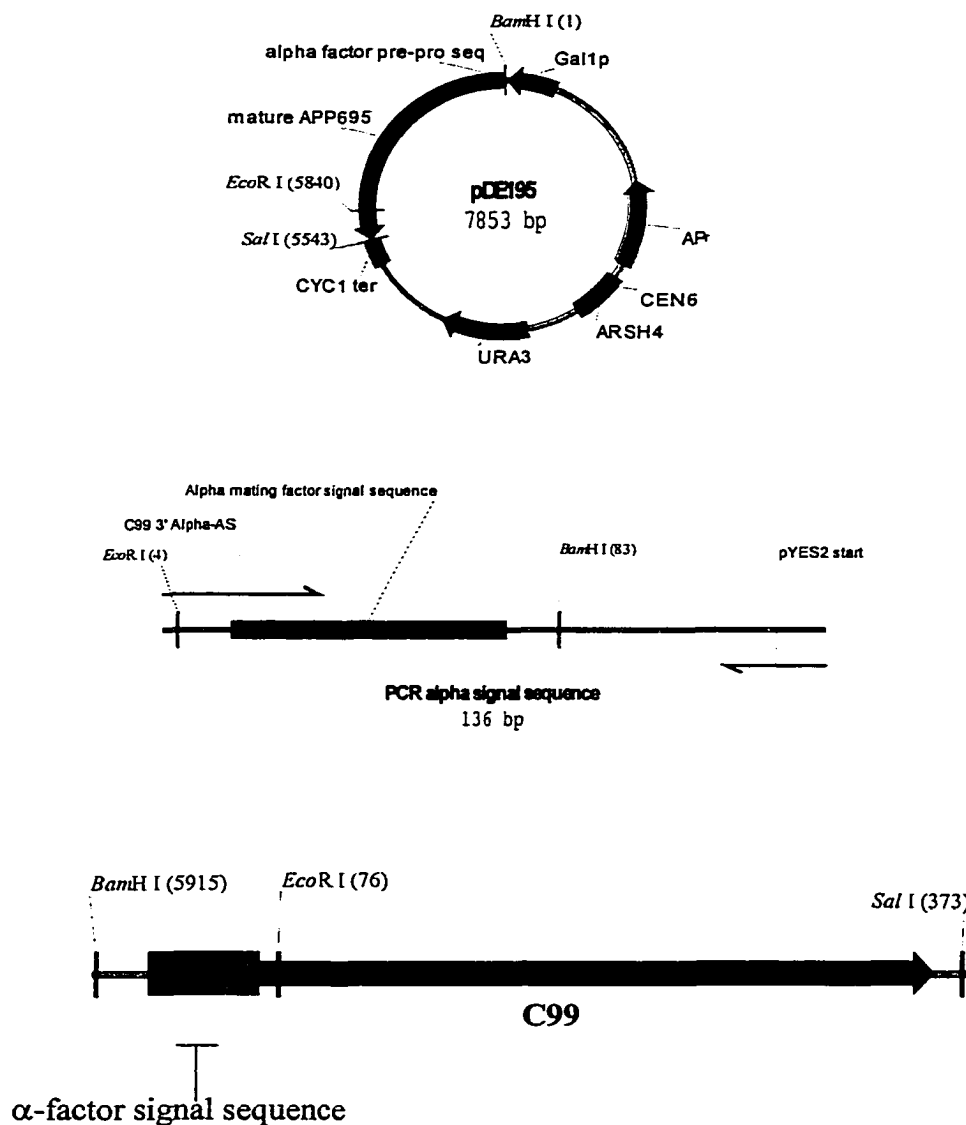 BamH I (1)
alpha factor pre-pro seq
Gal1p
mature APP695
EcoR I (5840)
pDE195
7853 bp
Sal I (5543)
APr
CYC1 ter
CEN6
ARSH4
URA3
Alpha mating factor signal sequence
C99 3' Alpha-AS
EcoR I (4)
BamH I (83)
pYES2 start
PCR alpha signal sequence
136 bp
BamH I (5915)
EcoR I (76)
Sal I (373)
C99
α-factor signal sequence